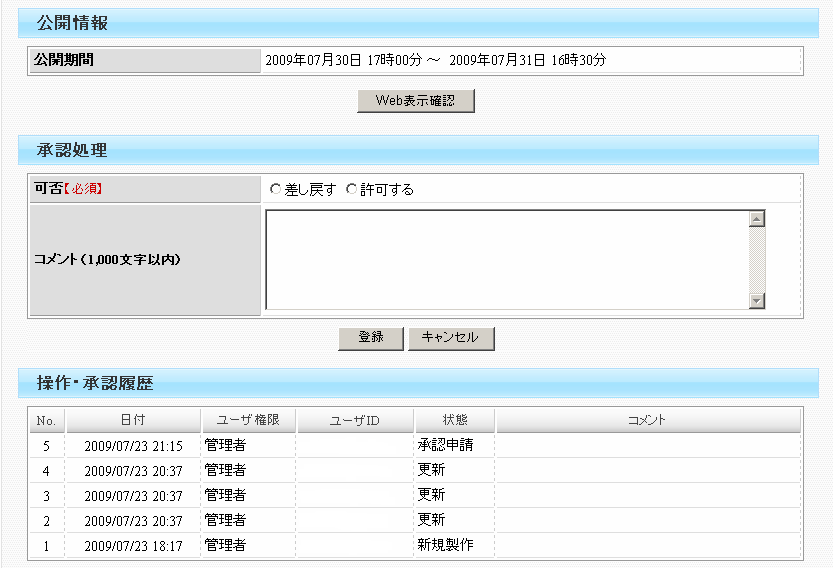 公開情報
公開期間 2009年07月30日 17時00分 ～ 2009年07月31日 16時30分
Web表示確認
承認処理
可否【必須】 差し戻す 許可する
コメント（1,000文字以内）
登録 キャンセル
操作・承認履歴
No. 日付 ユーザ権限 ユーザID 状態 コメント
5 2009/07/23 21:15 管理者 承認申請
4 2009/07/23 20:37 管理者 更新
3 2009/07/23 20:37 管理者 更新
2 2009/07/23 20:37 管理者 更新
1 2009/07/23 18:17 管理者 新規製作